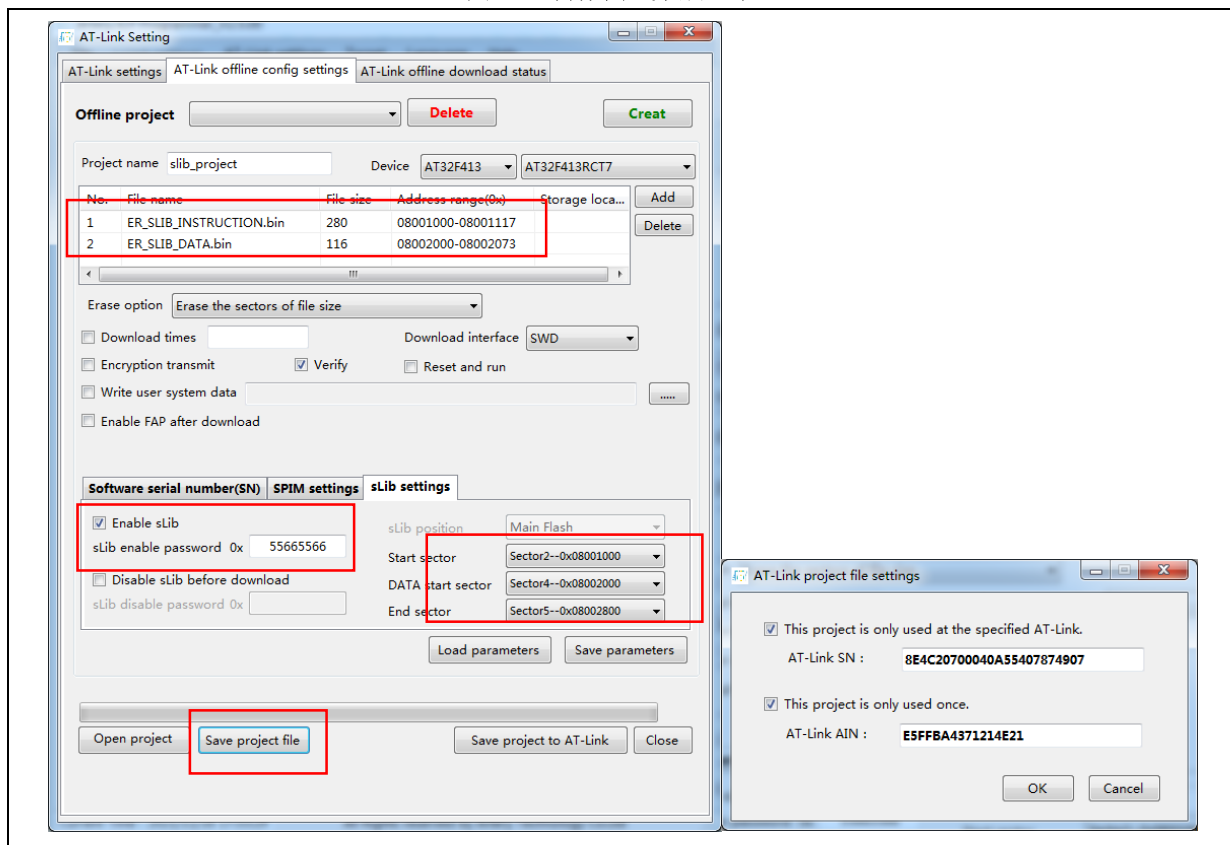 AT-Link Setting
AT-Link settings AT-Link offline config settings AT-Link offline download status
Offline project Delete Creat
Project name slib_project Device AT32F413 AT32F413RCT7
No. File name File size Address range(0x) Storage loca... Add
1 ER_SLIB_INSTRUCTION.bin 280 08001000-08001117 Delete
2 ER_SLIB_DATA.bin 116 08002000-08002073
Erase option Erase the sectors of file size
Download times Download interface SWD
Encryption transmit Verify Reset and run
Write user system data .....
Enable FAP after download
Software serial number(SN) SPIM settings sLib settings
Enable sLib sLib position Main Flash
sLib enable password 0x 55665566 Start sector Sector2--0x08001000
Disable sLib before download DATA start sector Sector4--0x08002000
sLib disable password 0x End sector Sector5--0x08002800
Load parameters Save parameters
Open project Save project file Save project to AT-Link Close
AT-Link project file settings
This project is only used at the specified AT-Link.
AT-Link SN : 8E4C20700040A55407874907
This project is only used once.
AT-Link AIN : E5FFBA4371214E21
OK Cancel